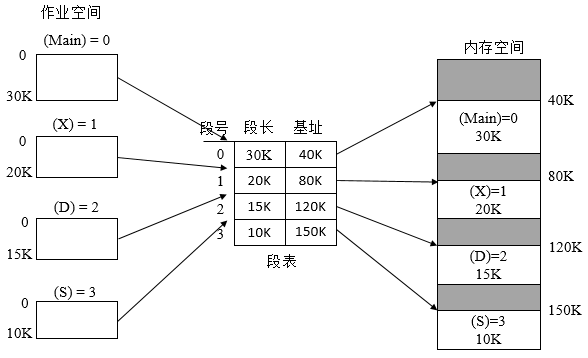 作业空间
(Main) = 0
0
30K
(X) = 1
0
20K
(D) = 2
0
15K
(S) = 3
0
10K
段号 段长 基址
0 30K 40K
1 20K 80K
2 15K 120K
3 10K 150K
段表
内存空间
40K
(Main)=0
30K
80K
(X)=1
20K
120K
(D)=2
15K
150K
(S)=3
10K